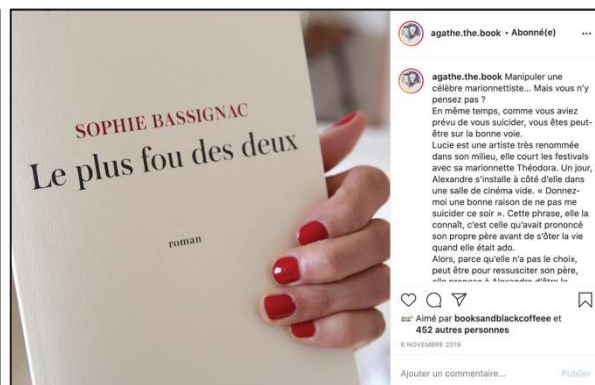 SOPHIE BASSIGNAC
Le plus fou des deux
roman
agathe.the.book • Abonné(e)
agathe.the.book Manipuler une
célèbre marionnettiste... Mais vous n'y
pensez pas ?
En même temps, comme vous aviez
prévu de vous suicider, vous êtes peut-
être sur la bonne voie.
Lucie est une artiste très renommée
dans son milieu, elle court les festivals
avec sa marionnette Théodora. Un jour,
Alexandre s'installe à côté d'elle dans
une salle de cinéma vide. « Donnez-
moi une bonne raison de ne pas me
suicider ce soir ». Cette phrase, elle la
connaît, c'est celle qu'avait prononcé
son propre père avant de s'ôter la vie
quand elle était ado.
Alors, parce qu'elle n'a pas le choix,
peut être pour ressusciter son père,
elle propose à Alexandre d'être le
Aimé par booksandblackcoffeee et
452 autres personnes
6 NOVEMBRE 2019
Ajouter un commentaire...
Publier